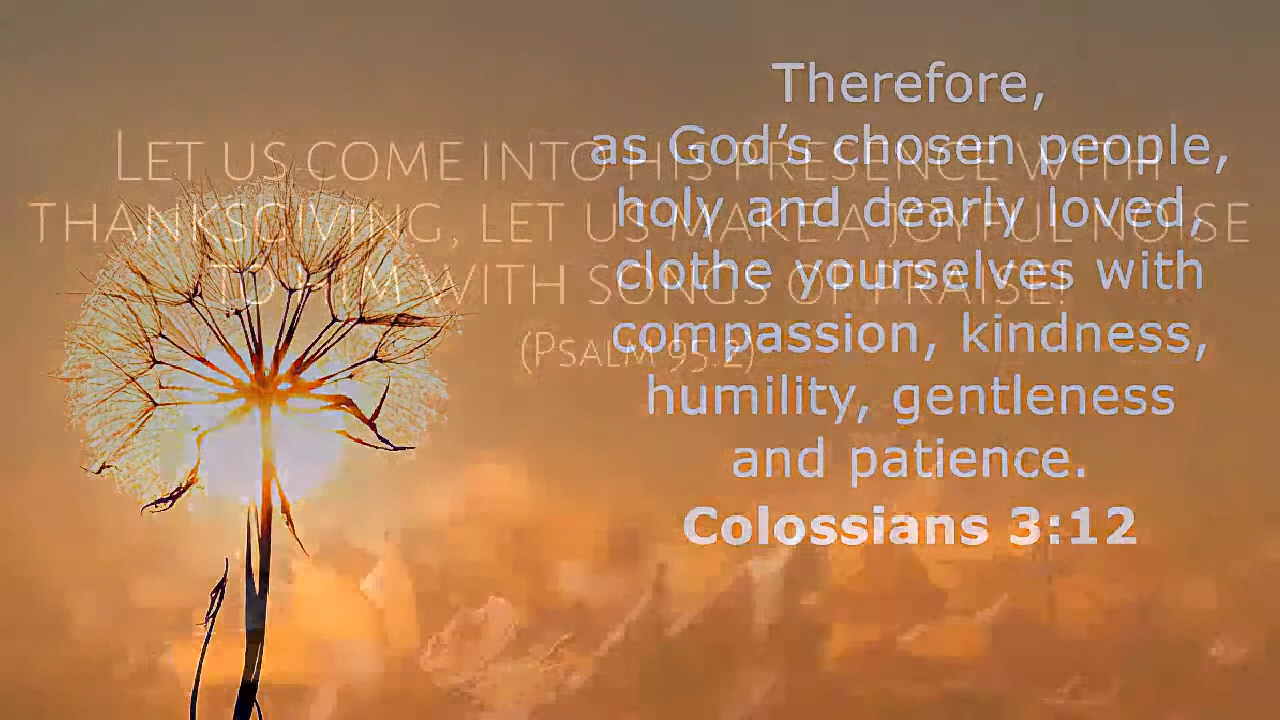 Therefore,
as God's chosen people,
holy and dearly loved,
clothe yourselves with
compassion, kindness,
humility, gentleness
and patience.
Colossians 3:12
LET US COME INTO HIS PRESENCE WITH
THANKSGIVING, LET US MAKE A JOYFUL NOISE
TO HIM WITH SONGS OF PRAISE!
(PSALM 95:2)